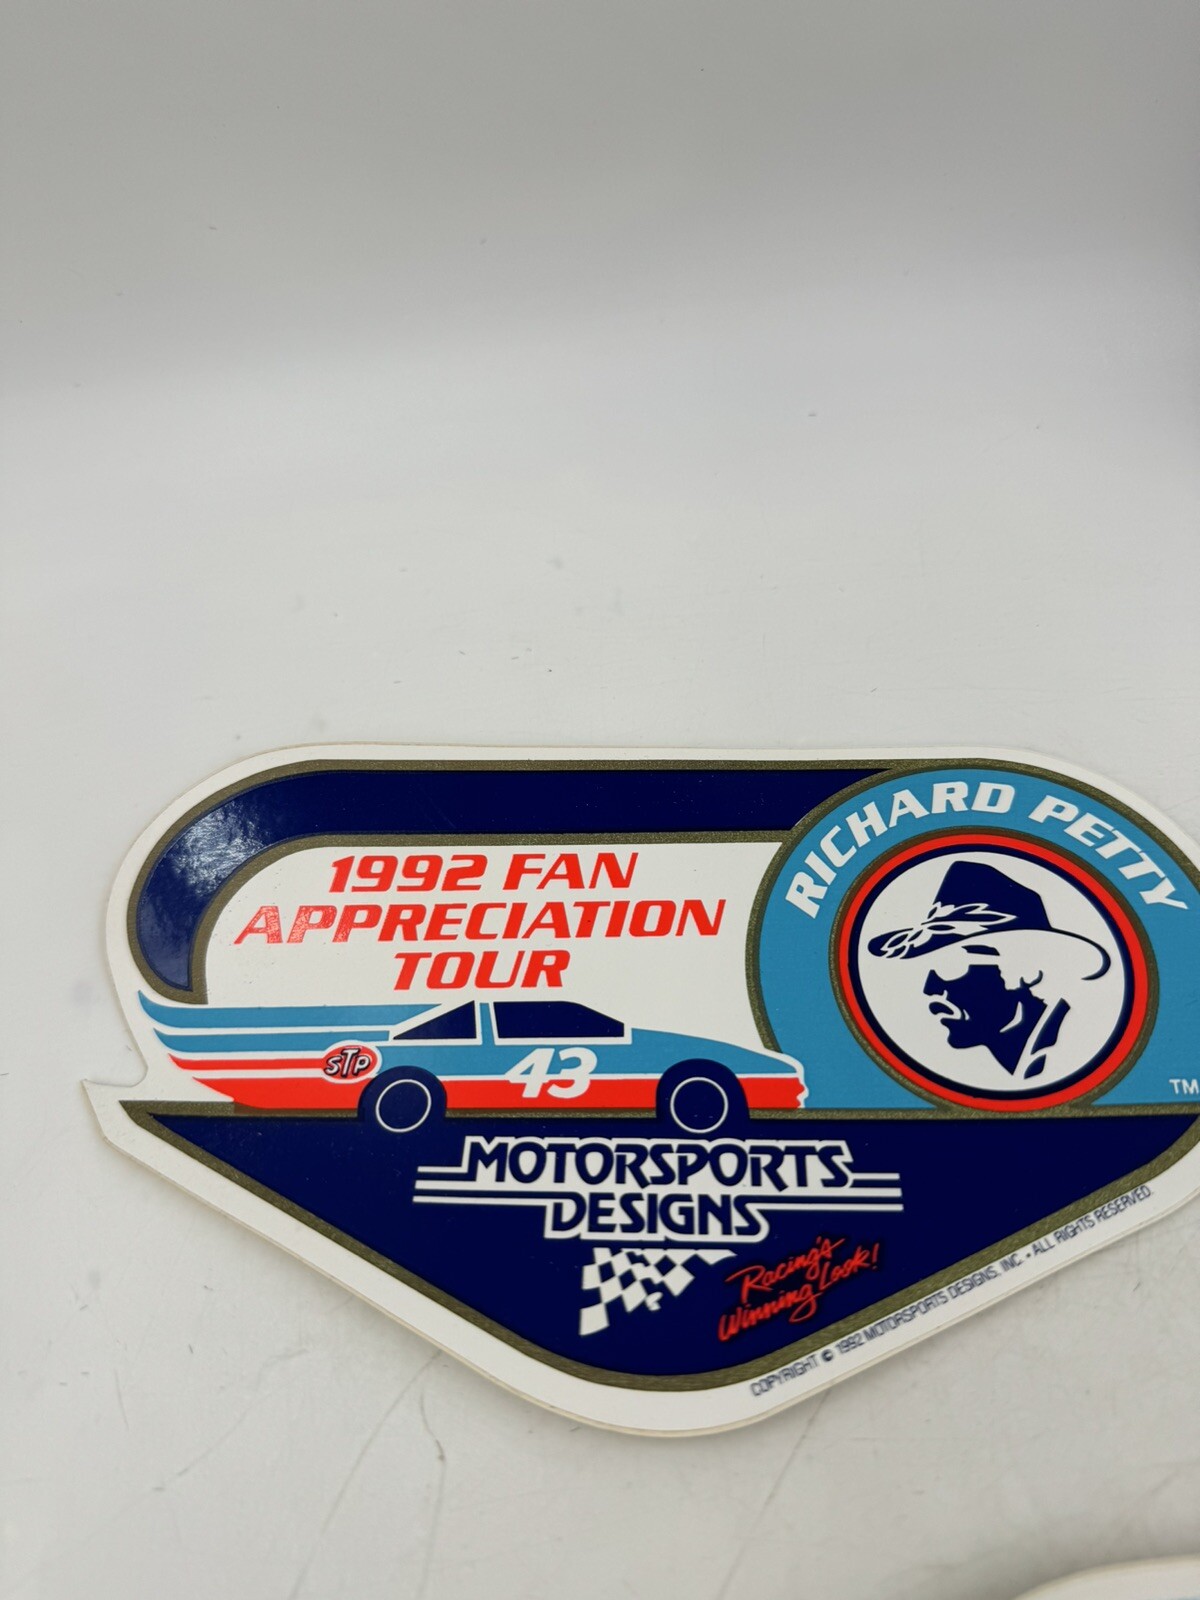 1992 FAN
APPRECIATION
TOUR
RICHARD PETTY
STP
43
TM
MOTORSPORTS
DESIGNS
Racing's
Winning Look!
COPYRIGHT © 1992 MOTORSPORTS DESIGNS, INC. • ALL RIGHTS RESERVED.